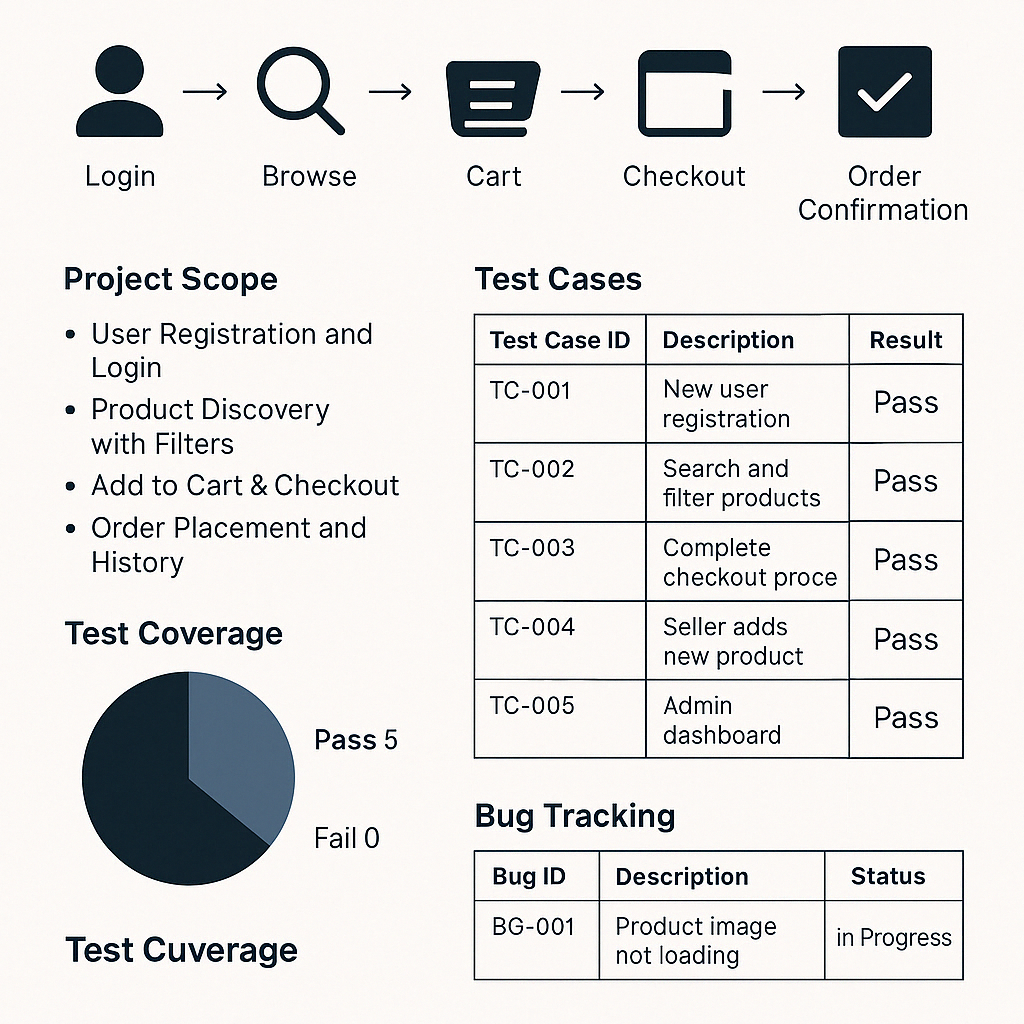 Login
Browse
Cart
Checkout
Order
Confirmation
Project Scope
• User Registration and
Login
• Product Discovery
with Filters
• Add to Cart & Checkout
• Order Placement and
History
Test Coverage
Pass 5
Fail 0
Test Cuverage
Test Cases
Test Case ID Description Result
TC-001 New user
registration Pass
TC-002 Search and
filter products Pass
TC-003 Complete
checkout proce Pass
TC-004 Seller adds
new product Pass
TC-005 Admin
dashboard Pass
Bug Tracking
Bug ID Description Status
BG-001 Product image
not loading in Progress